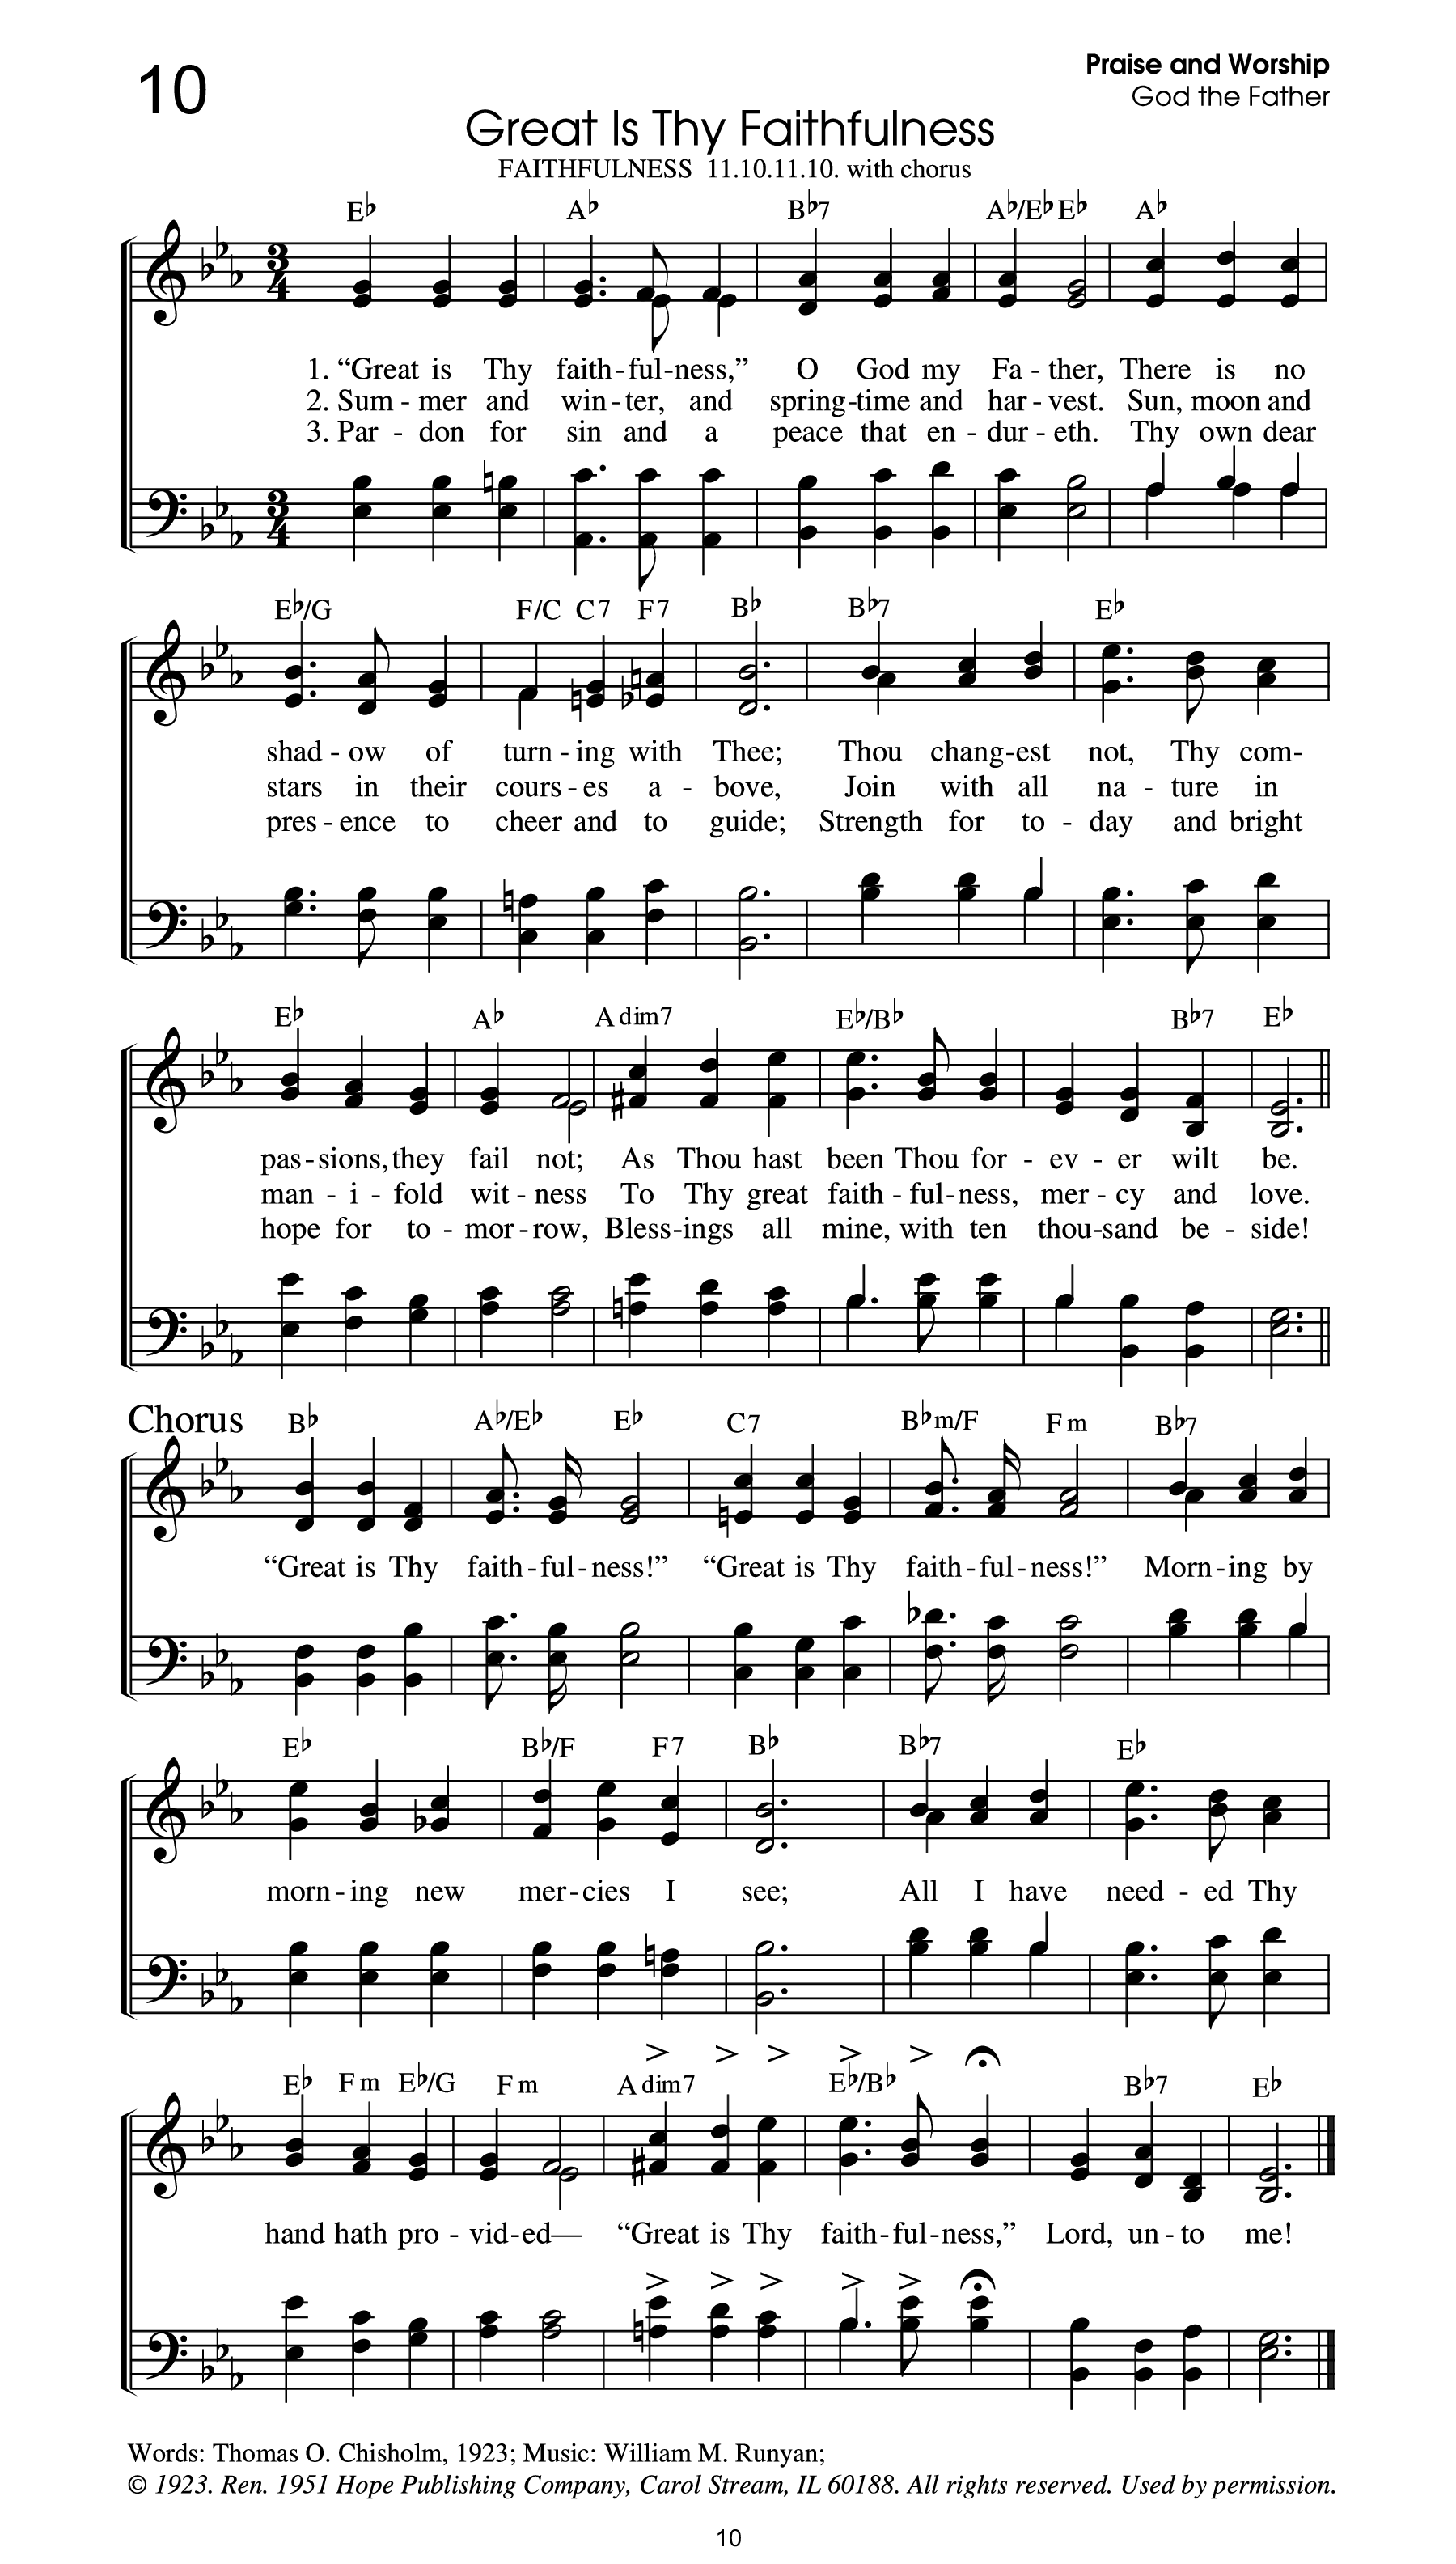 10
Praise and Worship
God the Father
Great Is Thy Faithfulness
FAITHFULNESS 11.10.11.10. with chorus
E♭ A♭ B♭7 A♭/E♭ E♭ A♭
3 4
1. “Great is Thy faith - ful - ness,” O God my Fa - ther, There is no
2. Sum - mer and win - ter, and spring - time and har - vest. Sun, moon and
3. Par - don for sin and a peace that en - dur - eth. Thy own dear
3 4
E♭/G F/C C7 F7 B♭ B♭7 E♭
shad - ow of turn - ing with Thee; Thou chang - est not, Thy com-
stars in their cours - es a - bove, Join with all na - ture in
pres - ence to cheer and to guide; Strength for to - day and bright
E♭ A♭ A dim7 E♭/B♭ B♭7 E♭
pas - sions, they fail not; As Thou hast been Thou for - ev - er wilt be.
man - i - fold wit - ness To Thy great faith - ful - ness, mer - cy and love.
hope for to - mor - row, Bless - ings all mine, with ten thou - sand be - side!
Chorus B♭ A♭/E♭ E♭ C7 B♭m/F F m B♭7
“Great is Thy faith - ful - ness!” “Great is Thy faith - ful - ness!” Morn - ing by
E♭ B♭/F F7 B♭ B♭7 E♭
morn - ing new mer - cies I see; All I have need - ed Thy
E♭ F m E♭/G F m A dim7 E♭/B♭ B♭7 E♭
hand hath pro - vid - ed— “Great is Thy faith - ful - ness,” Lord, un - to me!
Words: Thomas O. Chisholm, 1923; Music: William M. Runyan;
© 1923. Ren. 1951 Hope Publishing Company, Carol Stream, IL 60188. All rights reserved. Used by permission.
10